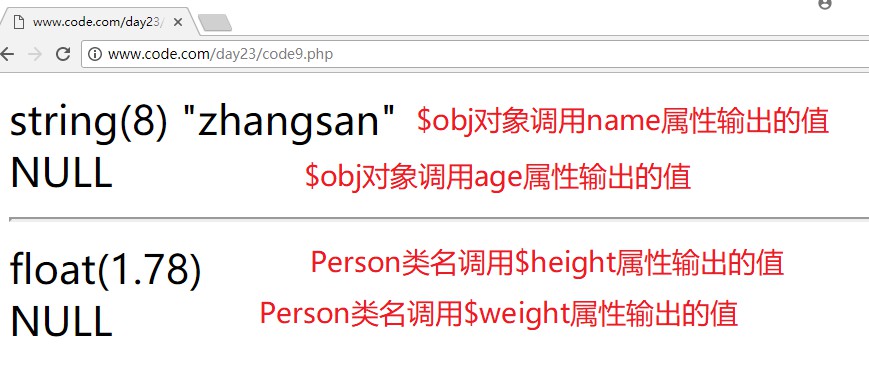 www.code.com/day23/
www.code.com/day23/code9.php
string(8) "zhangsan" $obj对象调用name属性输出的值
NULL $obj对象调用age属性输出的值
float(1.78) Person类名调用$height属性输出的值
NULL Person类名调用$weight属性输出的值